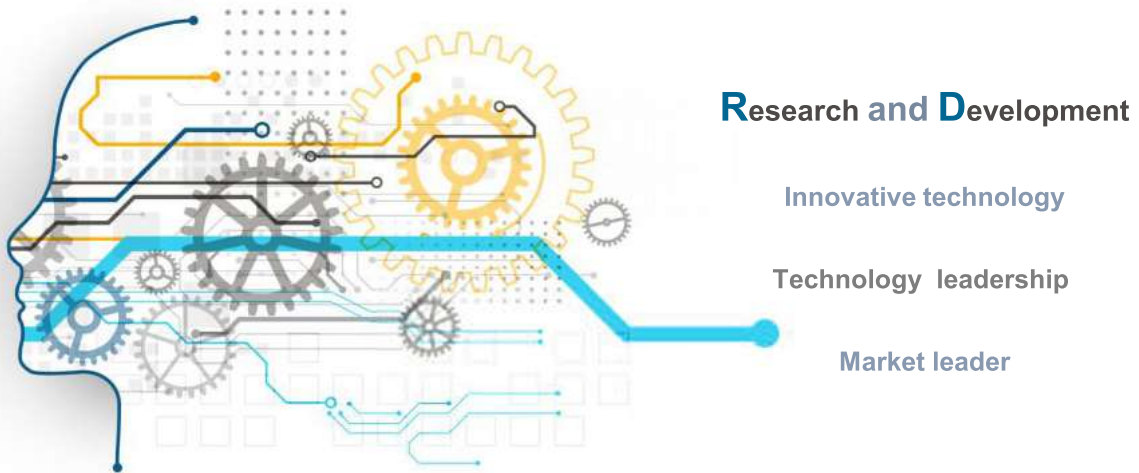 Research and Development
Innovative technology
Technology leadership
Market leader